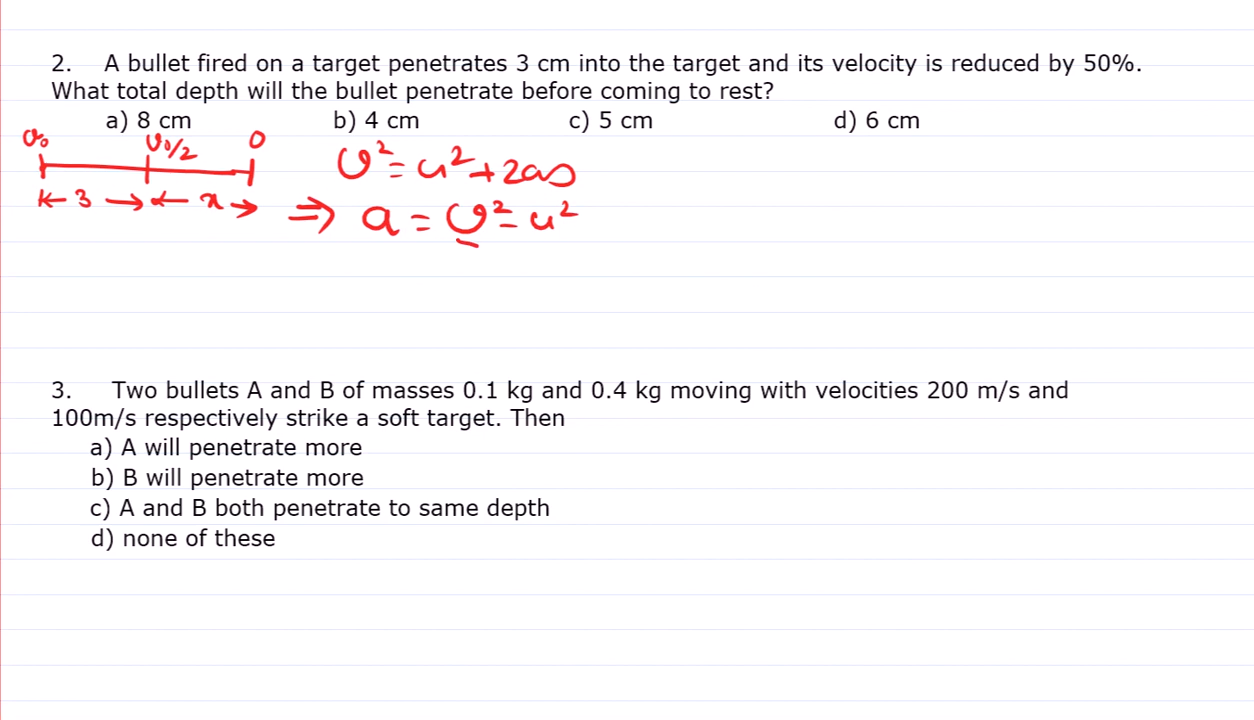 2. A bullet fired on a target penetrates 3 cm into the target and its velocity is reduced by 50%.
What total depth will the bullet penetrate before coming to rest?
a) 8 cm b) 4 cm c) 5 cm d) 6 cm
v₀ v₀/2 0
3 x
v² = u² + 2as
⇒ a = v² - u²
3. Two bullets A and B of masses 0.1 kg and 0.4 kg moving with velocities 200 m/s and
100m/s respectively strike a soft target. Then
a) A will penetrate more
b) B will penetrate more
c) A and B both penetrate to same depth
d) none of these